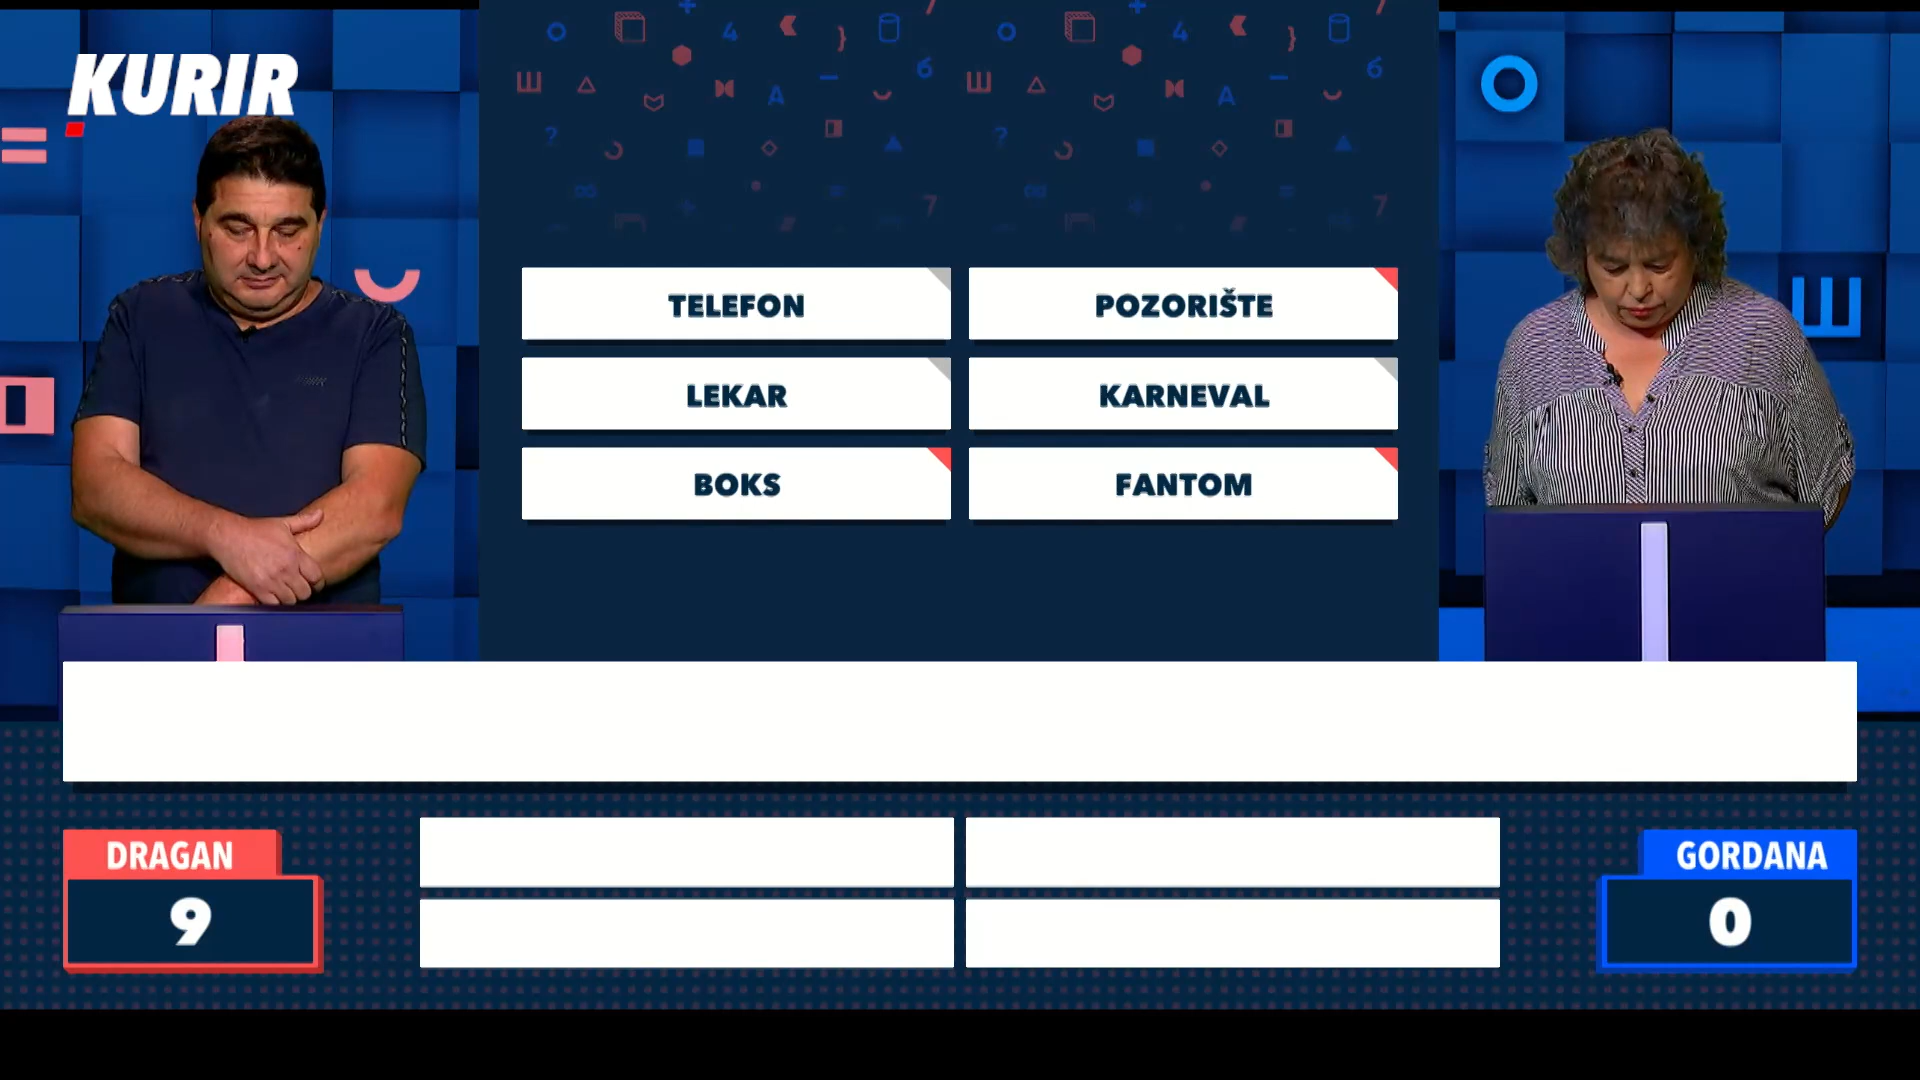 KURIR
TELEFON
POZORIŠTE
LEKAR
KARNEVAL
BOKS
FANTOM
DRAGAN
9
GORDANA
0